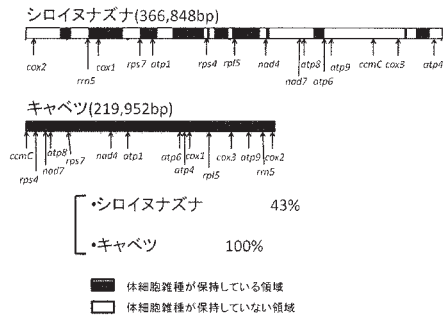 シロイヌナズナ(366,848bp)
cox2 rrn5 cox1 rps7 atp1 rps4 rpl5 nad4 nad7 atp8 atp6 atp9 ccmC cox3 atp4
キャベツ(219,952bp)
ccmC rps4 nad7 atp8 rps7 nad4 atp1 atp6 atp4 cox1 rpl5 cox3 atp9 rrn5 cox2
•シロイヌナズナ 43%
•キャベツ 100%
体細胞雑種が保持している領域
体細胞雑種が保持していない領域